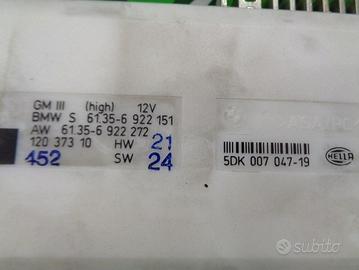 GM III (high) 12V
BMW S 61.35-6 922 151
AW 61.35-6 922 272
120 373 10 HW 21
452 SW 24
5DK 007 047-19
HELLA
subito